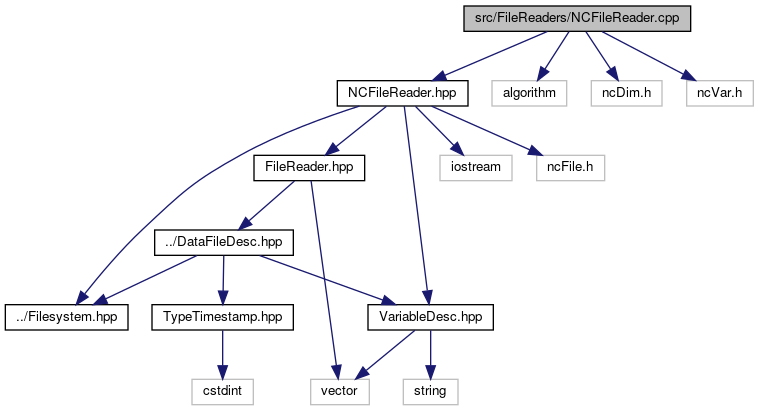 src/FileReaders/NCFileReader.cpp
NCFileReader.hpp
algorithm
ncDim.h
ncVar.h
FileReader.hpp
iostream
ncFile.h
../DataFileDesc.hpp
../Filesystem.hpp
TypeTimestamp.hpp
VariableDesc.hpp
cstdint
vector
string